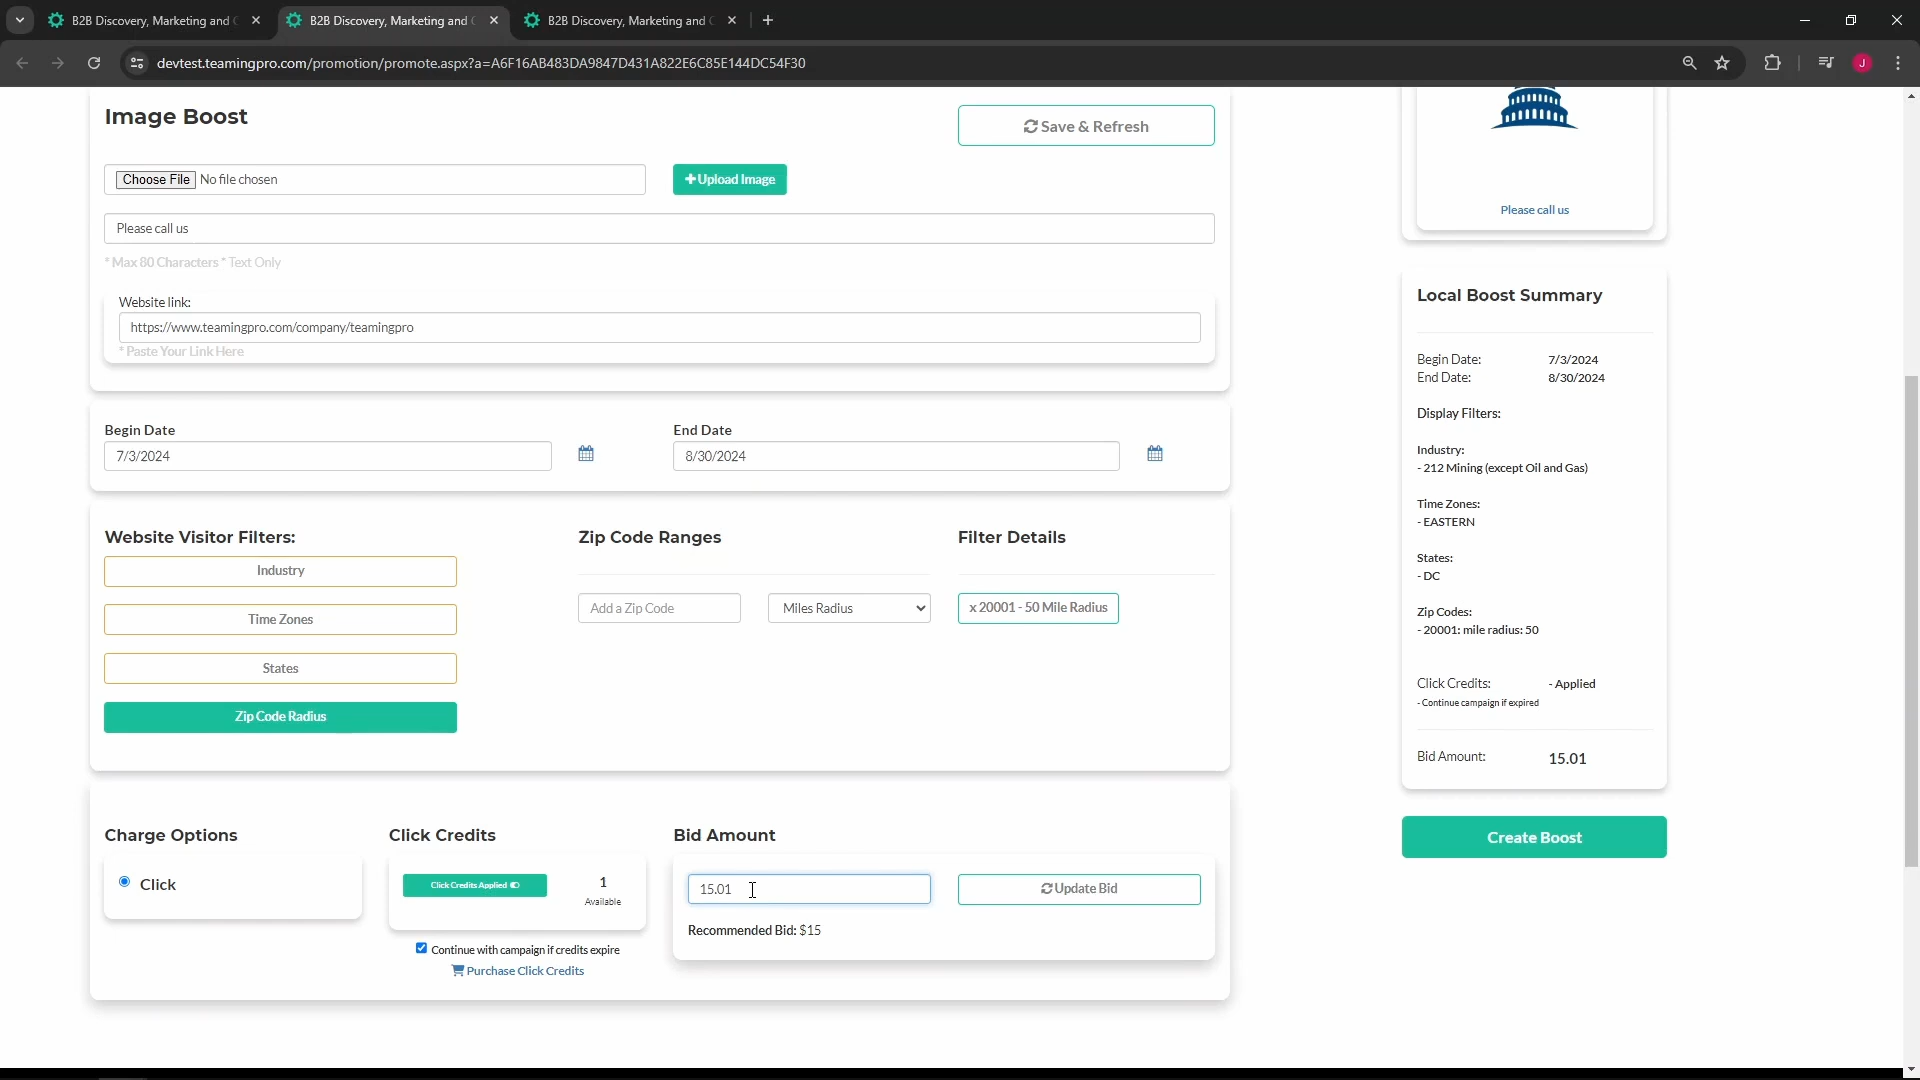 B2B Discovery, Marketing and
B2B Discovery, Marketing and
B2B Discovery, Marketing and
devtest.teamingpro.com/promotion/promote.aspx?a=A6F16AB483DA9847D431A822E6C85E144DC54F30
J
Image Boost
Save & Refresh
Choose File No file chosen
+Upload Image
Please call us
* Max 80 Characters * Text Only
Website link:
https://www.teamingpro.com/company/teamingpro
* Paste Your Link Here
Begin Date
7/3/2024
End Date
8/30/2024
Website Visitor Filters:
Industry
Time Zones
States
Zip Code Radius
Zip Code Ranges
Add a Zip Code
Miles Radius
Filter Details
x 20001 - 50 Mile Radius
Charge Options
Click
Click Credits
Click Credits Applied
1
Available
Continue with campaign if credits expire
Purchase Click Credits
Bid Amount
15.01
Update Bid
Recommended Bid: $15
Please call us
Local Boost Summary
Begin Date: 7/3/2024
End Date: 8/30/2024
Display Filters:
Industry:
- 212 Mining (except Oil and Gas)
Time Zones:
- EASTERN
States:
- DC
Zip Codes:
- 20001: mile radius: 50
Click Credits: - Applied
- Continue campaign if expired
Bid Amount: 15.01
Create Boost